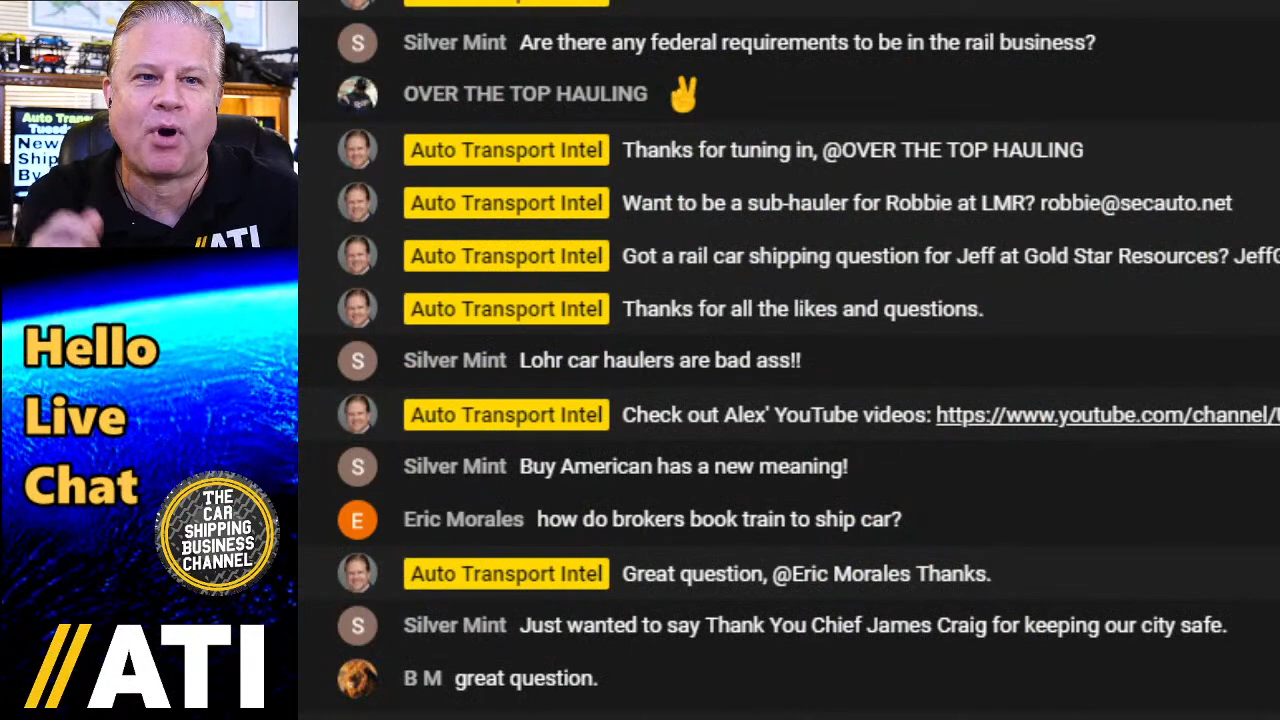 Silver Mint Are there any federal requirements to be in the rail business?
OVER THE TOP HAULING ✌
Auto Transport Intel Thanks for tuning in, @OVER THE TOP HAULING
Auto Transport Intel Want to be a sub-hauler for Robbie at LMR? robbie@secauto.net
Auto Transport Intel Got a rail car shipping question for Jeff at Gold Star Resources?
Auto Transport Intel Thanks for all the likes and questions.
S Silver Mint Lohr car haulers are bad ass!!
Auto Transport Intel Check out Alex' YouTube videos: https://www.youtube.com/channel/
S Silver Mint Buy American has a new meaning!
E Eric Morales how do brokers book train to ship car?
Auto Transport Intel Great question, @Eric Morales Thanks.
S Silver Mint Just wanted to say Thank You Chief James Craig for keeping our city safe.
B M great question.
Auto
New
Ship
By
//ATI
Hello
Live
Chat
THE
CAR
SHIPPING
BUSINESS
CHANNEL
//ATI